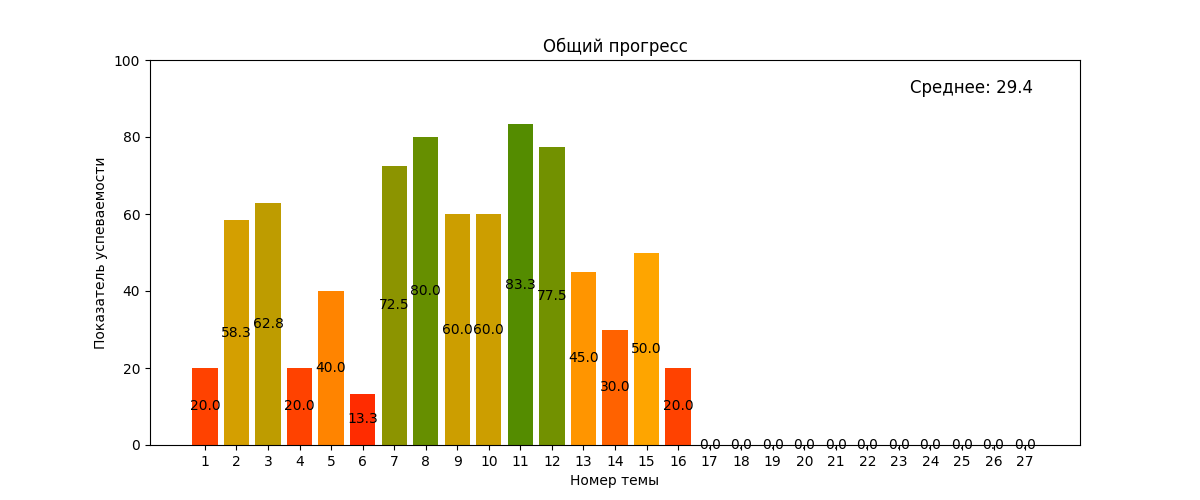 Общий прогресс
Среднее: 29.4
Показатель успеваемости
100
80
60
40
20
0
20.0 58.3 62.8 20.0 40.0 13.3 72.5 80.0 60.0 60.0 83.3 77.5 45.0 30.0 50.0 20.0 0.0 0.0 0.0 0.0 0.0 0.0 0.0 0.0 0.0 0.0 0.0
1 2 3 4 5 6 7 8 9 10 11 12 13 14 15 16 17 18 19 20 21 22 23 24 25 26 27
Номер темы